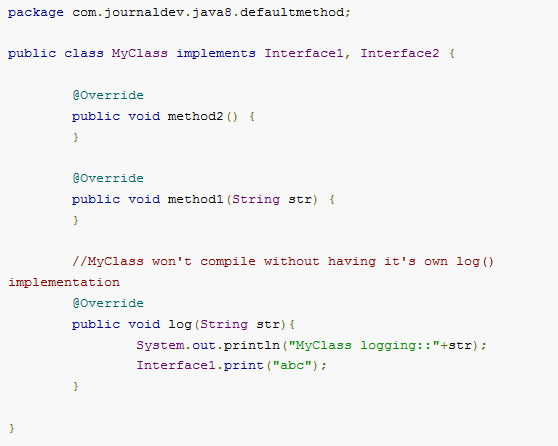 package com.journaldev.java8.defaultmethod;
public class MyClass implements Interface1, Interface2 {
@Override
public void method2() {
}
@Override
public void method1(String str) {
}
//MyClass won't compile without having it's own log()
implementation
@Override
public void log(String str){
System.out.println("MyClass logging::"+str);
Interface1.print("abc");
}
}